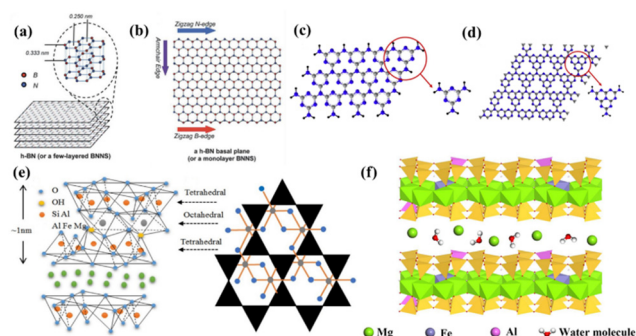 (a)
0.250 nm
0.333 nm
B
N
h-BN (or a few-layered BNNS)
(b)
Zigzag N-edge
Armchair Edge
Zigzag B-edge
a h-BN basal plane
(or a monolayer BNNS)
(c)
(d)
(e)
~1nm
O
OH
Si Al
Al Fe Mg
Tetrahedral
Octahedral
Tetrahedral
(f)
Mg
Fe
Al
Water molecule